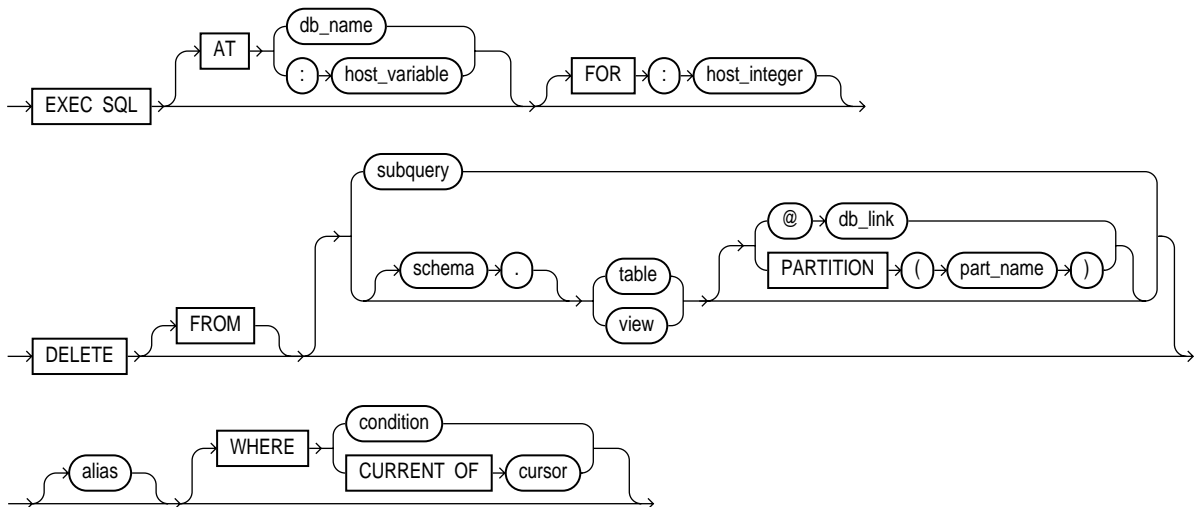 db_name
AT
: host_variable
FOR : host_integer
EXEC SQL
subquery
@ db_link
schema . table PARTITION ( part_name )
view
FROM
DELETE
condition
WHERE
alias CURRENT OF cursor